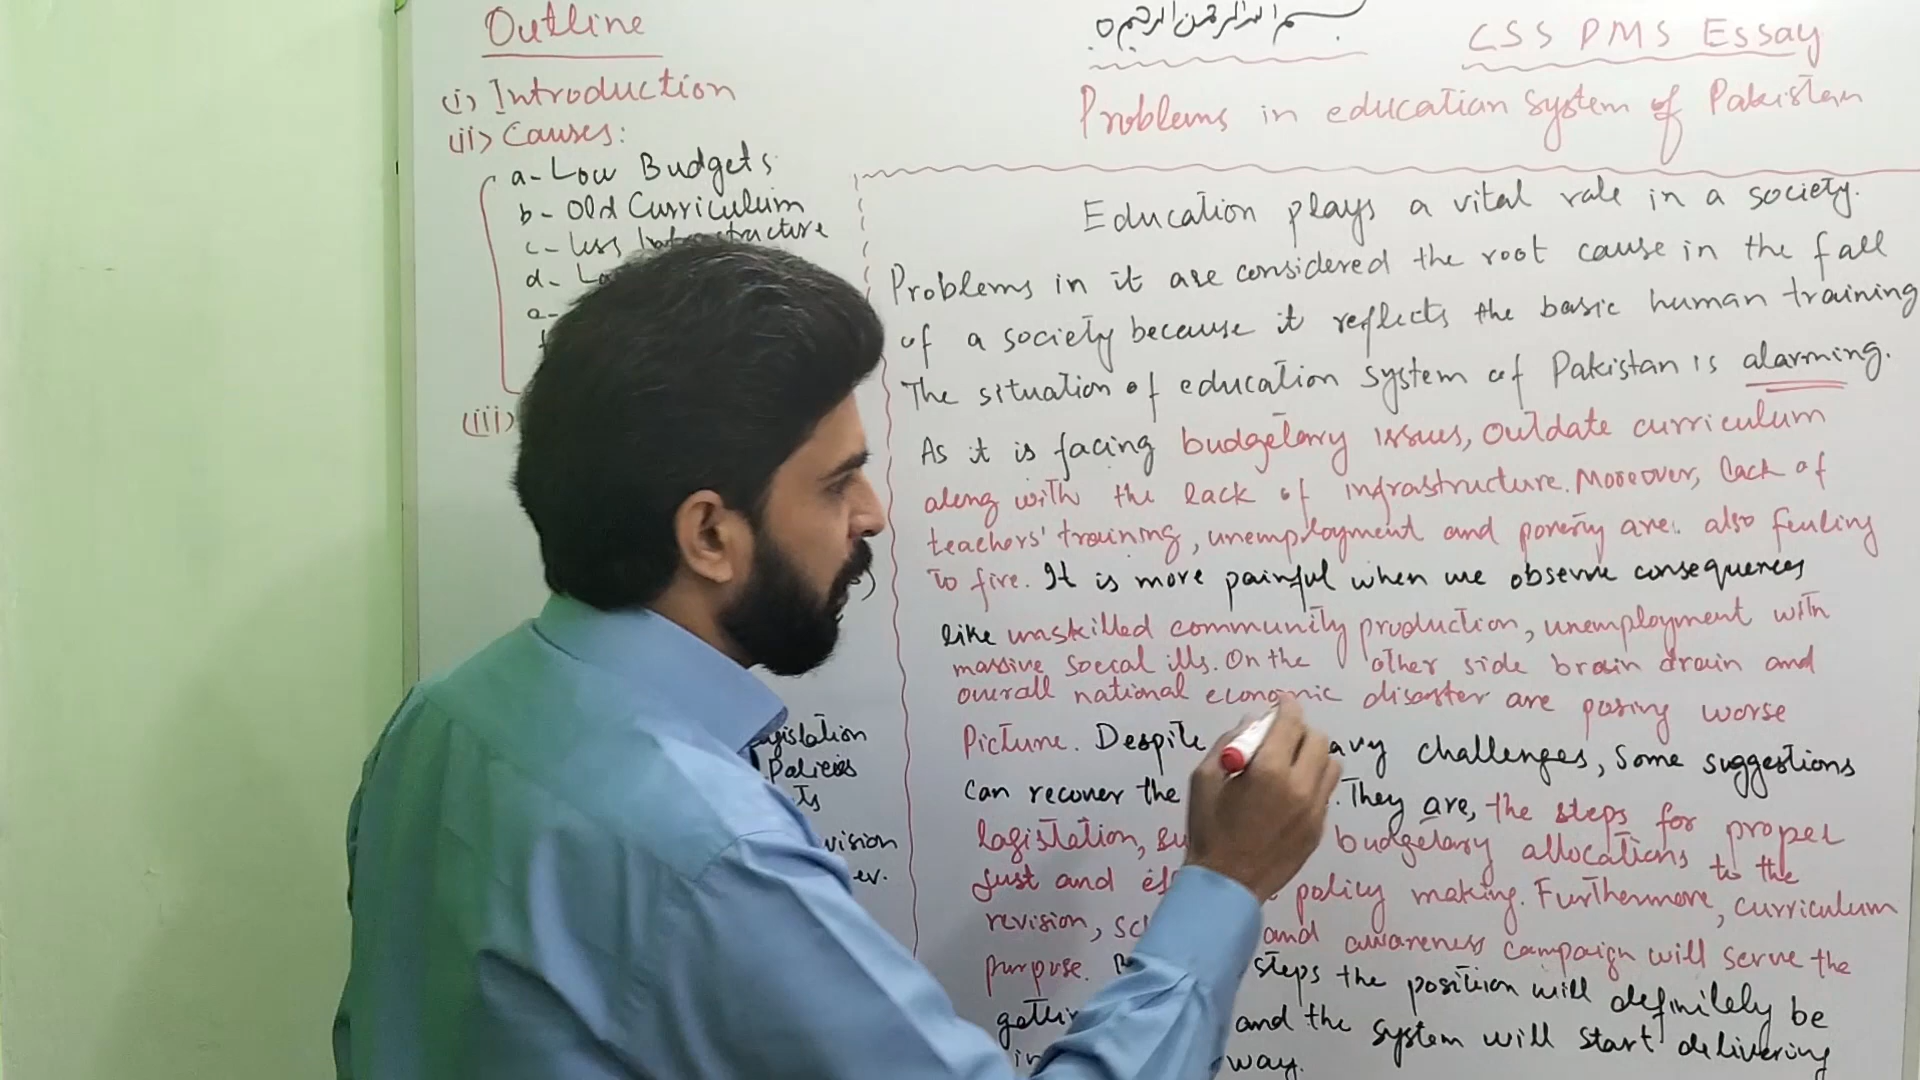 Outline
(i) Introduction
(ii) Causes:
a- Low Budgets
b- Old Curriculum
c- less
d-
a-
(iii)
Policies
vision
ev.
بسم اللہ الرحمن الرحیم
CSS PMS Essay
Problems in education system of Pakistan
Education plays a vital role in a society.
Problems in it are considered the root cause in the fall
of a society because it reflects the basic human training
The situation of education system of Pakistan is alarming.
As it is facing budgetary issues, outdate curriculum
along with the lack of infrastructure. Moreover, lack of
teachers' training, unemployment and poverty are also fueling
to fire. It is more painful when we observe consequences
like unskilled community production, unemployment with
massive social ills. On the other side brain drain and
overall national economic disaster are posing worse
Picture. Despite challenges, some suggestions
can recover the They are, the steps for proper
legistation, budgetary allocations to the
just and policy making. Furthermore, curriculum
revision, and awareness campaign will serve the
purpose. steps the position will definitely be
and the system will start delivering
in way.